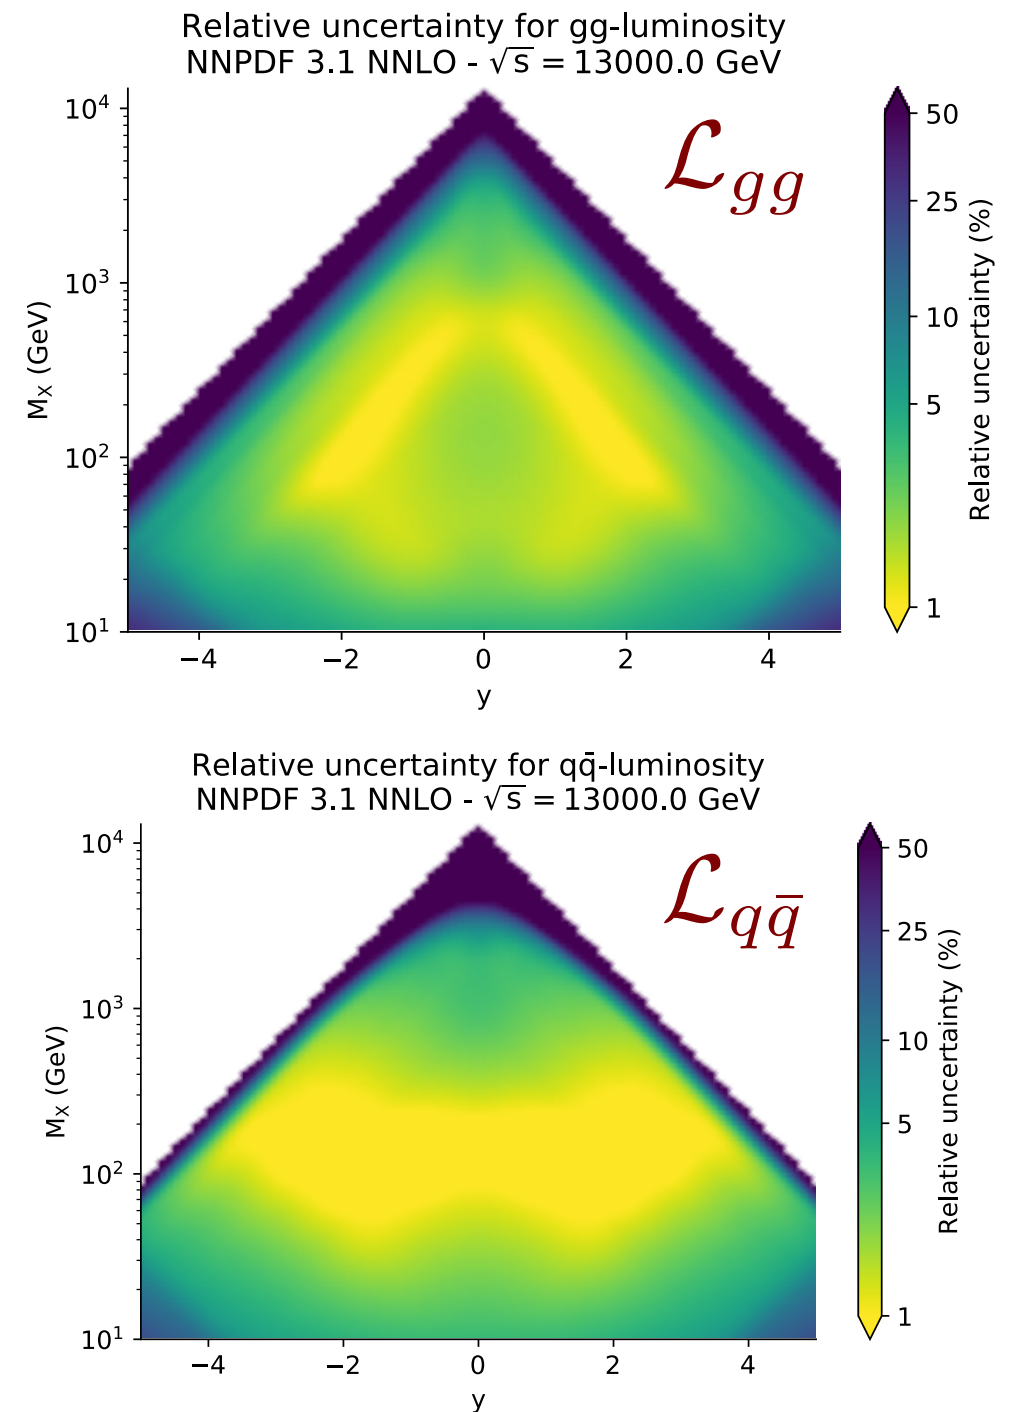 Relative uncertainty for gg-luminosity
NNPDF 3.1 NNLO - √s = 13000.0 GeV
ℒgg
10⁴
10³
10²
10¹
M_X (GeV)
−4 −2 0 2 4
y
50
25
10
5
1
Relative uncertainty (%)
Relative uncertainty for qq̄-luminosity
NNPDF 3.1 NNLO - √s = 13000.0 GeV
ℒqq̄
10⁴
10³
10²
10¹
M_X (GeV)
−4 −2 0 2 4
y
50
25
10
5
1
Relative uncertainty (%)